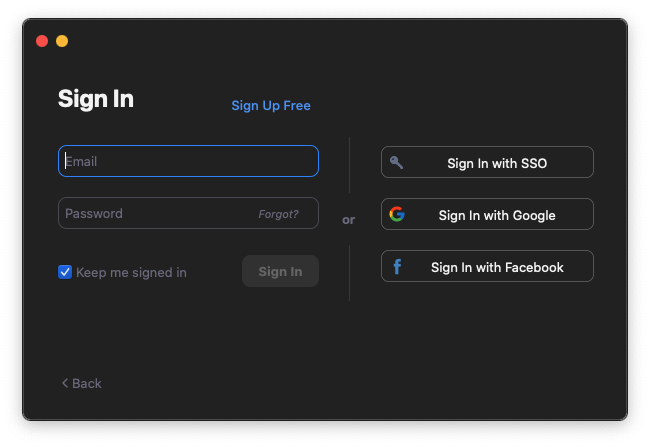 Sign In
Sign Up Free
Email
Password
Forgot?
Keep me signed in
Sign In
or
Sign In with SSO
Sign In with Google
Sign In with Facebook
Back